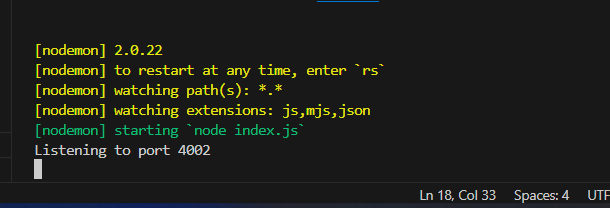 [nodemon] 2.0.22
[nodemon] to restart at any time, enter `rs`
[nodemon] watching path(s): *.*
[nodemon] watching extensions: js,mjs,json
[nodemon] starting `node index.js`
Listening to port 4002
Ln 18, Col 33 Spaces: 4 UTF